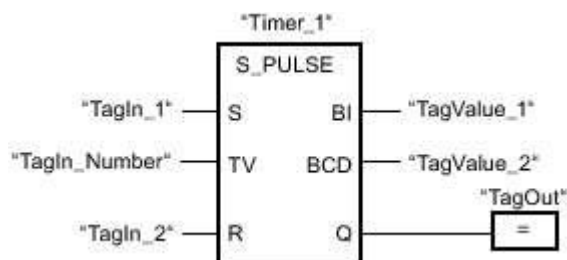 "Timer_1"
S_PULSE
"TagIn_1" S BI "TagValue_1"
"TagIn_Number" TV BCD "TagValue_2"
"TagOut"
"TagIn_2" R Q =